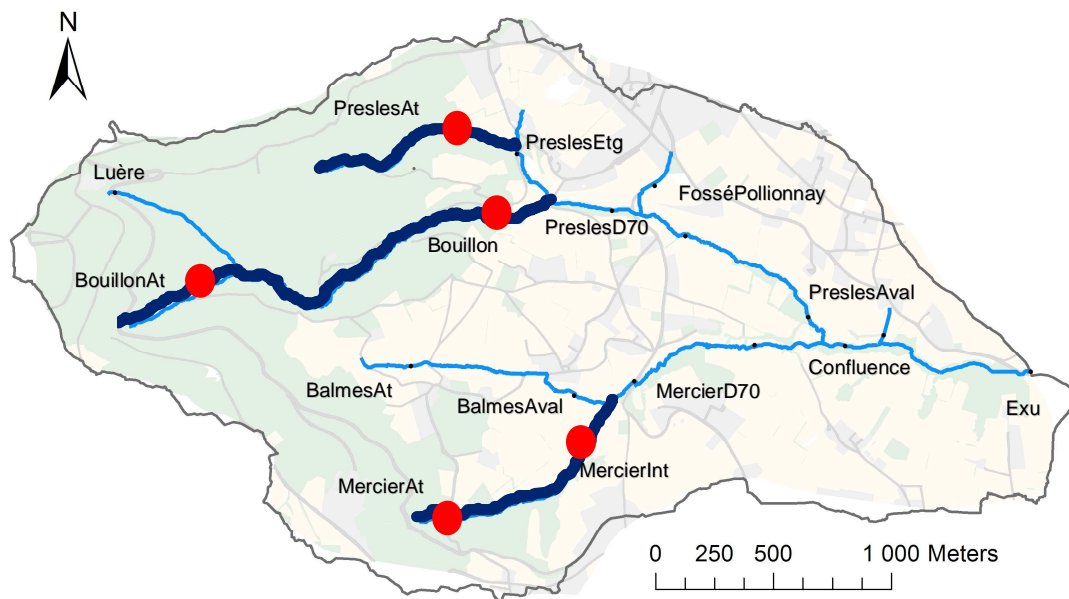 N
PreslesAt
PreslesEtg
Luère
FosséPollionnay
PreslesD70
Bouillon
BouillonAt
PreslesAval
Confluence
BalmesAt
MercierD70
BalmesAval
Exu
MercierInt
MercierAt
0 250 500 1 000 Meters